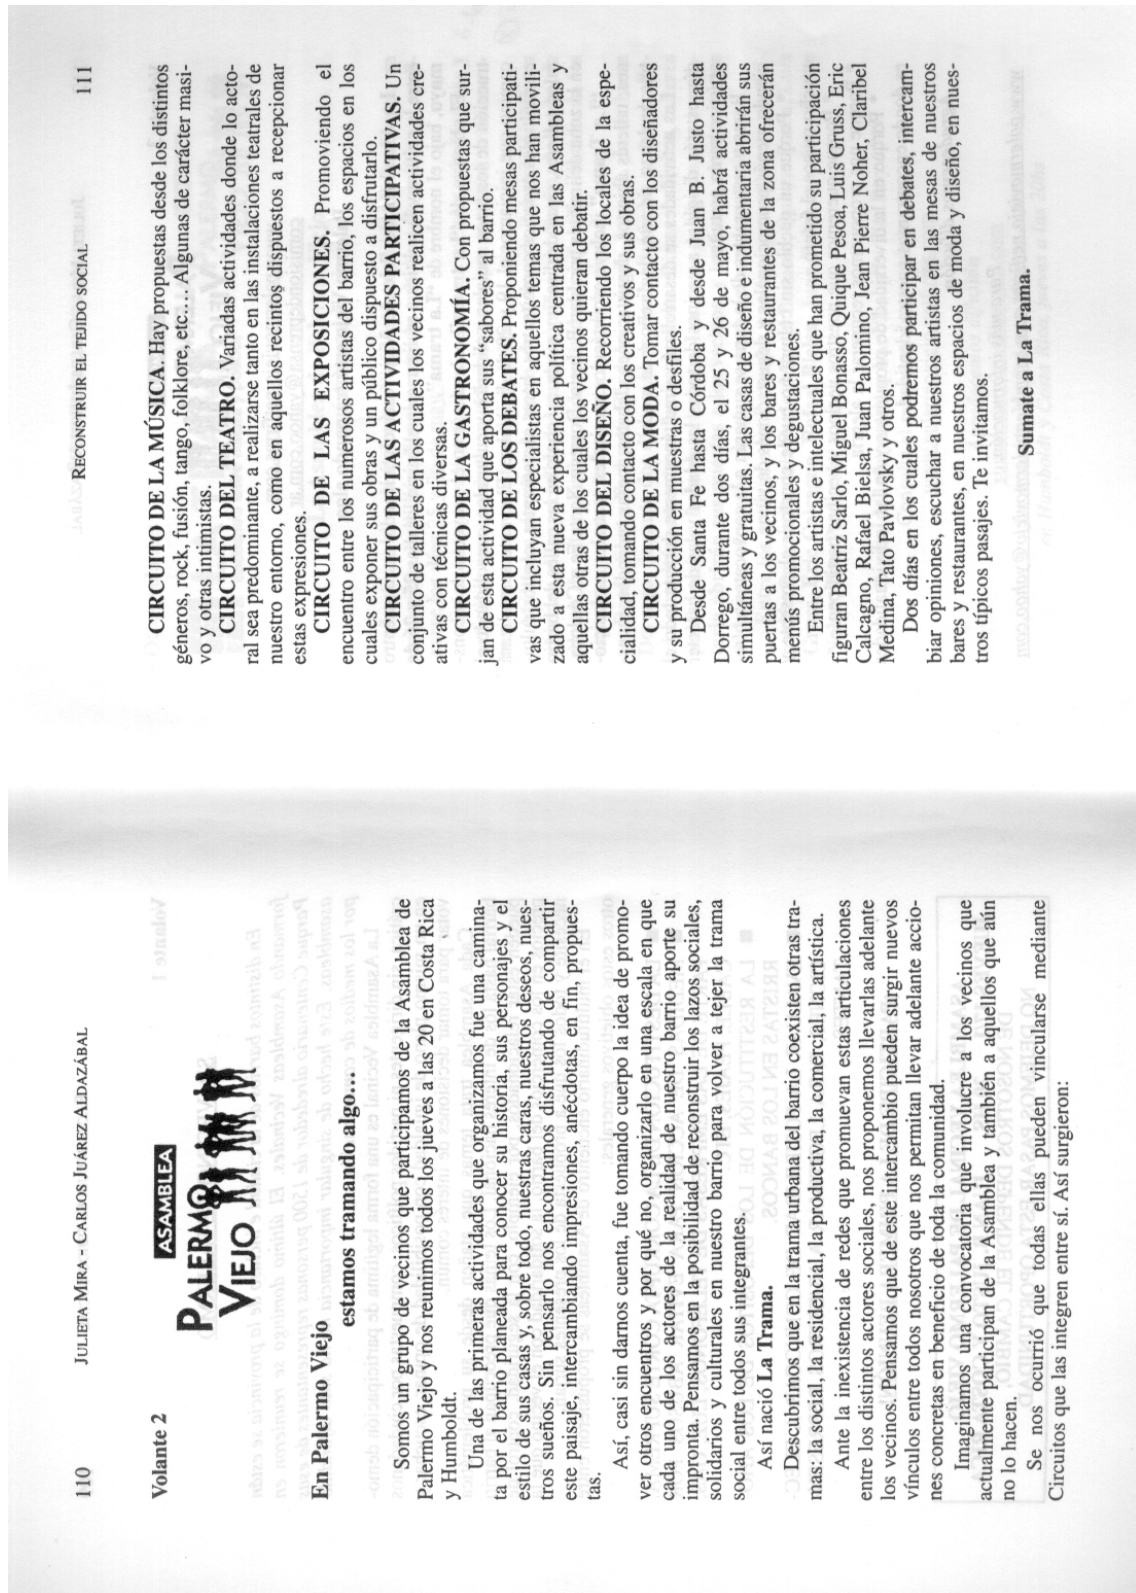 110
JULIETA MIRA - CARLOS JUÁREZ ALDAZÁBAL
Volante 2
ASAMBLEA
PALERMO
VIEJO
En Palermo Viejo
estamos tramando algo...
Somos un grupo de vecinos que participamos de la Asamblea de
Palermo Viejo y nos reunimos todos los jueves a las 20 en Costa Rica
y Humboldt.
Una de las primeras actividades que organizamos fue una camina-
ta por el barrio planeada para conocer su historia, sus personajes y el
estilo de sus casas y, sobre todo, nuestras caras, nuestros deseos, nues-
tros sueños. Sin pensarlo nos encontramos disfrutando de compartir
este paisaje, intercambiando impresiones, anécdotas, en fin, propues-
tas.
Así, casi sin darnos cuenta, fue tomando cuerpo la idea de promo-
ver otros encuentros y por qué no, organizarlo en una escala en que
cada uno de los actores de la realidad de nuestro barrio aporte su
impronta. Pensamos en la posibilidad de reconstruir los lazos sociales,
solidarios y culturales en nuestro barrio para volver a tejer la trama
social entre todos sus integrantes.
Así nació La Trama.
Descubrimos que en la trama urbana del barrio coexisten otras tra-
mas: la social, la residencial, la productiva, la comercial, la artística.
Ante la inexistencia de redes que promuevan estas articulaciones
entre los distintos actores sociales, nos proponemos llevarlas adelante
los vecinos. Pensamos que de este intercambio pueden surgir nuevos
vínculos entre todos nosotros que nos permitan llevar adelante accio-
nes concretas en beneficio de toda la comunidad.
Imaginamos una convocatoria que involucre a los vecinos que
actualmente participan de la Asamblea y también a aquellos que aún
no lo hacen.
Se nos ocurrió que todas ellas pueden vincularse mediante
Circuitos que las integren entre sí. Así surgieron:
RECONSTRUIR EL TEJIDO SOCIAL
111
CIRCUITO DE LA MÚSICA. Hay propuestas desde los distintos
géneros, rock, fusión, tango, folklore, etc.... Algunas de carácter masi-
vo y otras intimistas.
CIRCUITO DEL TEATRO. Variadas actividades donde lo acto-
ral sea predominante, a realizarse tanto en las instalaciones teatrales de
nuestro entorno, como en aquellos recintos dispuestos a recepcionar
estas expresiones.
CIRCUITO DE LAS EXPOSICIONES. Promoviendo el
encuentro entre los numerosos artistas del barrio, los espacios en los
cuales exponer sus obras y un público dispuesto a disfrutarlo.
CIRCUITO DE LAS ACTIVIDADES PARTICIPATIVAS. Un
conjunto de talleres en los cuales los vecinos realicen actividades cre-
ativas con técnicas diversas.
CIRCUITO DE LA GASTRONOMÍA. Con propuestas que sur-
jan de esta actividad que aporta sus "sabores" al barrio.
CIRCUITO DE LOS DEBATES. Proponiendo mesas participati-
vas que incluyan especialistas en aquellos temas que nos han movili-
zado a esta nueva experiencia política centrada en las Asambleas y
aquellas otras de los cuales los vecinos quieran debatir.
CIRCUITO DEL DISEÑO. Recorriendo los locales de la espe-
cialidad, tomando contacto con los creativos y sus obras.
CIRCUITO DE LA MODA. Tomar contacto con los diseñadores
y su producción en muestras o desfiles.
Desde Santa Fe hasta Córdoba y desde Juan B. Justo hasta
Dorrego, durante dos días, el 25 y 26 de mayo, habrá actividades
simultáneas y gratuitas. Las casas de diseño e indumentaria abrirán sus
puertas a los vecinos, y los bares y restaurantes de la zona ofrecerán
menús promocionales y degustaciones.
Entre los artistas e intelectuales que han prometido su participación
figuran Beatriz Sarlo, Miguel Bonasso, Quique Pesoa, Luis Gruss, Eric
Calcagno, Rafael Bielsa, Juan Palomino, Jean Pierre Noher, Claribel
Medina, Tato Pavlovsky y otros.
Dos días en los cuales podremos participar en debates, intercam-
biar opiniones, escuchar a nuestros artistas en las mesas de nuestros
bares y restaurantes, en nuestros espacios de moda y diseño, en nues-
tros típicos pasajes. Te invitamos.
Sumate a La Trama.